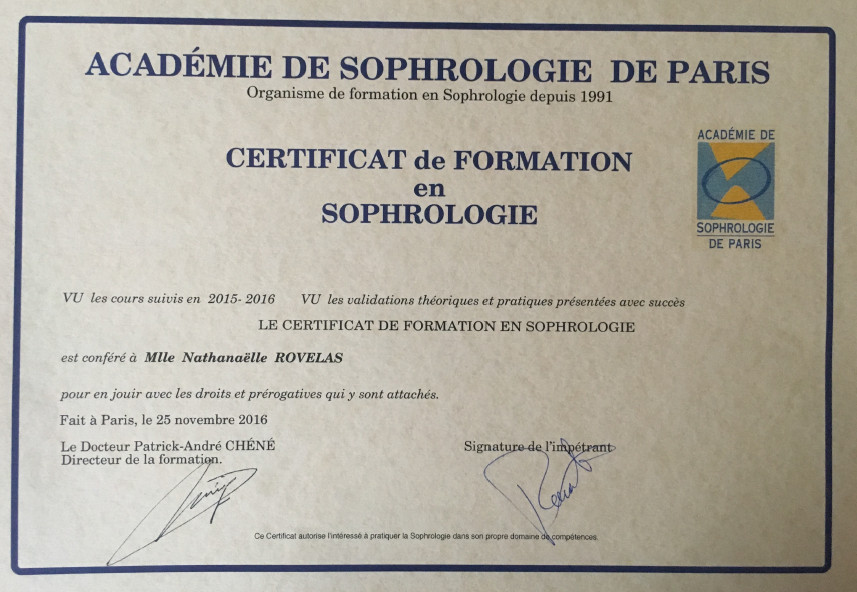 ACADÉMIE DE SOPHROLOGIE DE PARIS
Organisme de formation en Sophrologie depuis 1991
CERTIFICAT de FORMATION
en
SOPHROLOGIE
ACADÉMIE DE
SOPHROLOGIE
DE PARIS
VU les cours suivis en 2015- 2016 VU les validations théoriques et pratiques présentées avec succès
LE CERTIFICAT DE FORMATION EN SOPHROLOGIE
est conféré à Mlle Nathanaëlle ROVELAS
pour en jouir avec les droits et prérogatives qui y sont attachés.
Fait à Paris, le 25 novembre 2016
Le Docteur Patrick-André CHÉNÉ
Directeur de la formation.
Signature de l'impétrant
Ce Certificat autorise l'intéressé à pratiquer la Sophrologie dans son propre domaine de compétences.